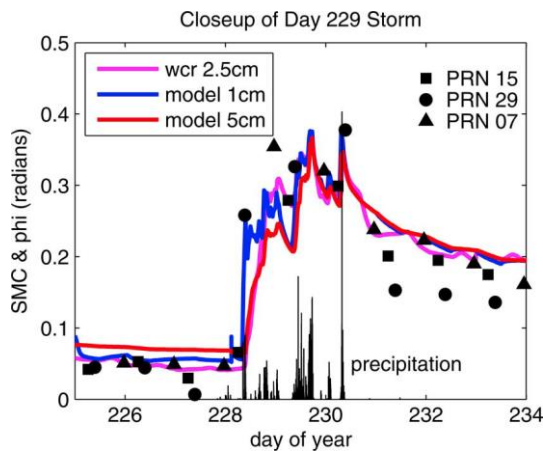 Closeup of Day 229 Storm
0.5
0.4
0.3
0.2
0.1
0
SMC & phi (radians)
wcr 2.5cm
model 1cm
model 5cm
PRN 15
PRN 29
PRN 07
precipitation
226 228 230 232 234
day of year